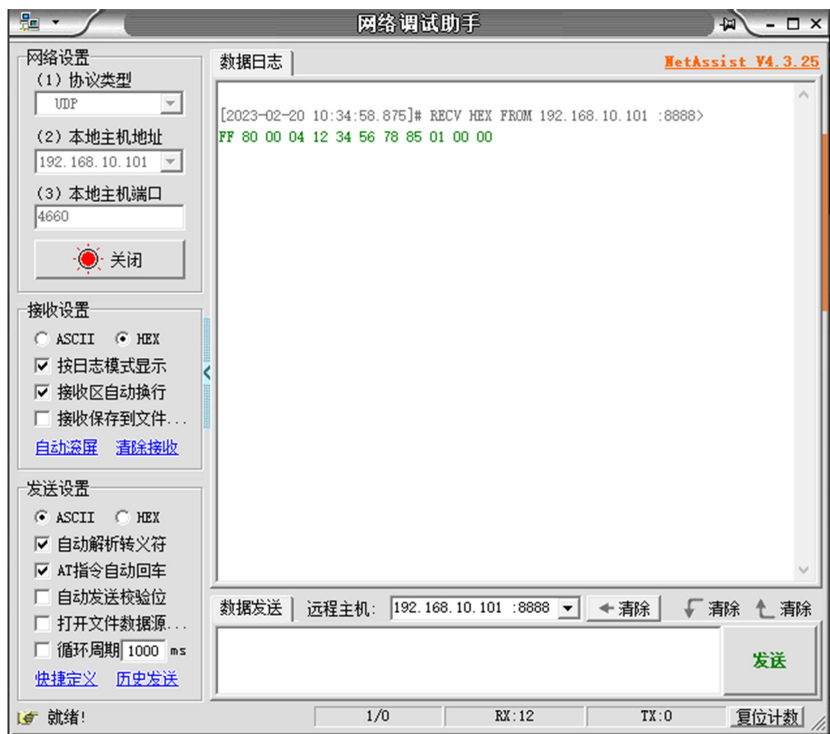 网络调试助手
网络设置
(1) 协议类型
UDP
(2) 本地主机地址
192.168.10.101
(3) 本地主机端口
4660
关闭
接收设置
ASCII HEX
按日志模式显示
接收区自动换行
接收保存到文件...
自动滚屏 清除接收
发送设置
ASCII HEX
自动解析转义符
AT指令自动回车
自动发送校验位
打开文件数据源...
循环周期 1000 ms
快捷定义 历史发送
数据日志 NetAssist V4.3.25
[2023-02-20 10:34:58.875]# RECV HEX FROM 192.168.10.101 :8888>
FF 80 00 04 12 34 56 78 85 01 00 00
数据发送 远程主机: 192.168.10.101 :8888 清除 清除 清除
发送
就绪! 1/0 RX:12 TX:0 复位计数